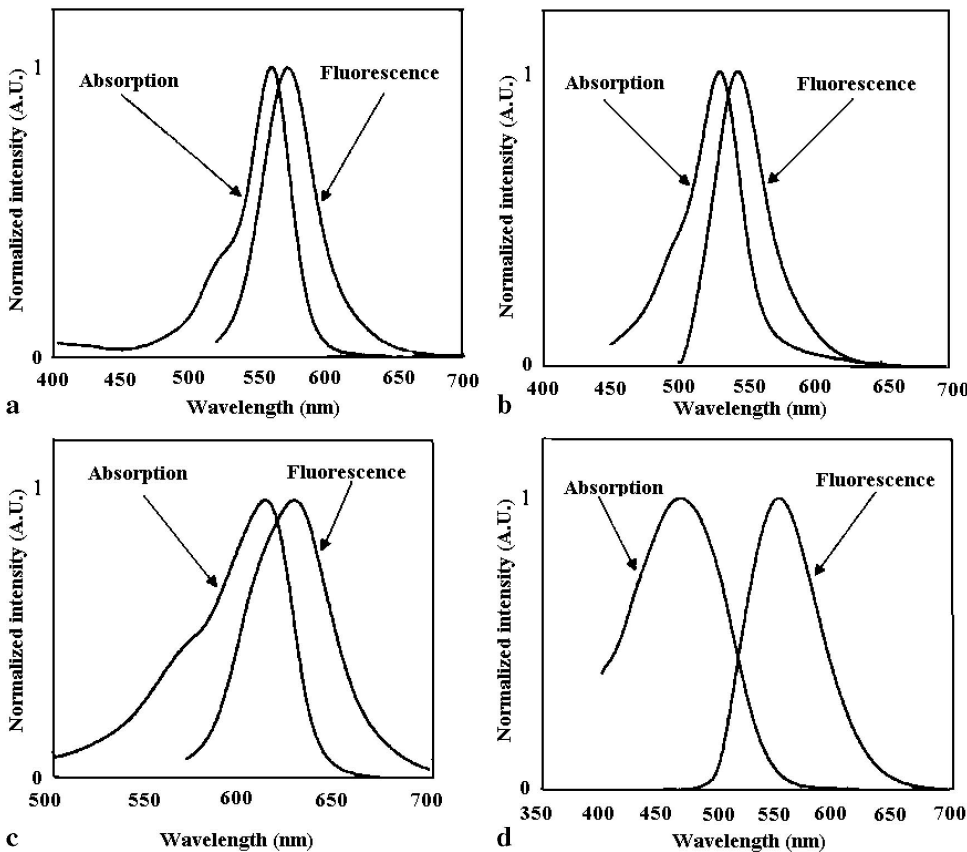 1
Absorption
Fluorescence
Normalized intensity (A.U.)
0
400 450 500 550 600 650 700
Wavelength (nm)
a
1
Absorption
Fluorescence
Normalized intensity (A.U.)
0
400 450 500 550 600 650 700
Wavelength (nm)
b
1
Absorption
Fluorescence
Normalized intensity (A.U.)
0
500 550 600 650 700
Wavelength (nm)
c
1
Absorption
Fluorescence
Normalized intensity (A.U.)
0
350 400 450 500 550 600 650 700
Wavelength (nm)
d